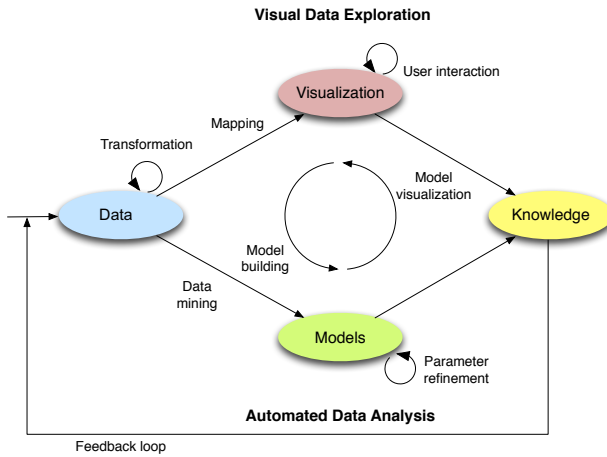 Visual Data Exploration
User interaction
Visualization
Mapping
Transformation
Model
visualization
Data
Knowledge
Model
building
Data
mining
Models
Parameter
refinement
Automated Data Analysis
Feedback loop